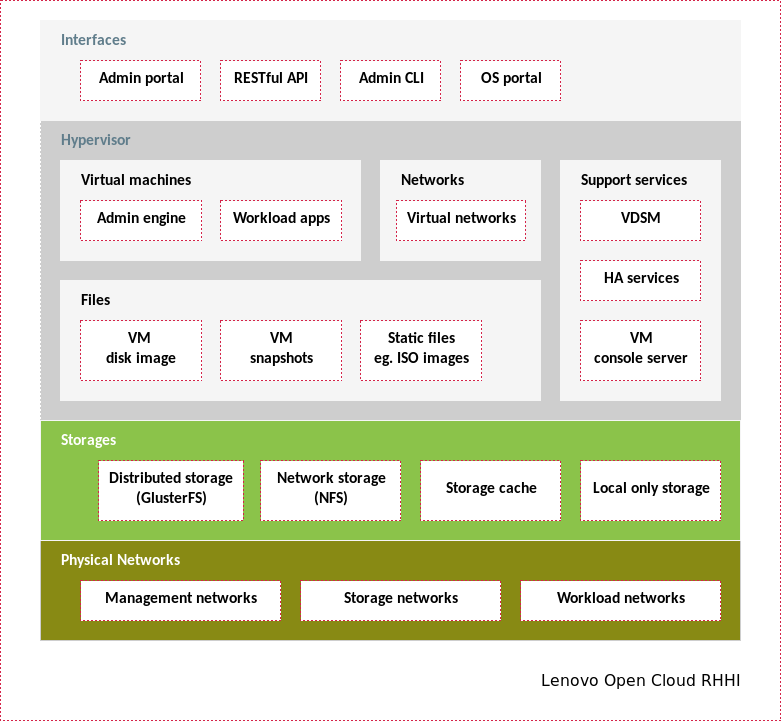 Interfaces
Admin portal
RESTful API
Admin CLI
OS portal
Hypervisor
Virtual machines
Admin engine
Workload apps
Networks
Virtual networks
Support services
VDSM
HA services
VM
console server
Files
VM
disk image
VM
snapshots
Static files
eg. ISO images
Storages
Distributed storage
(GlusterFS)
Network storage
(NFS)
Storage cache
Local only storage
Physical Networks
Management networks
Storage networks
Workload networks
Lenovo Open Cloud RHHI